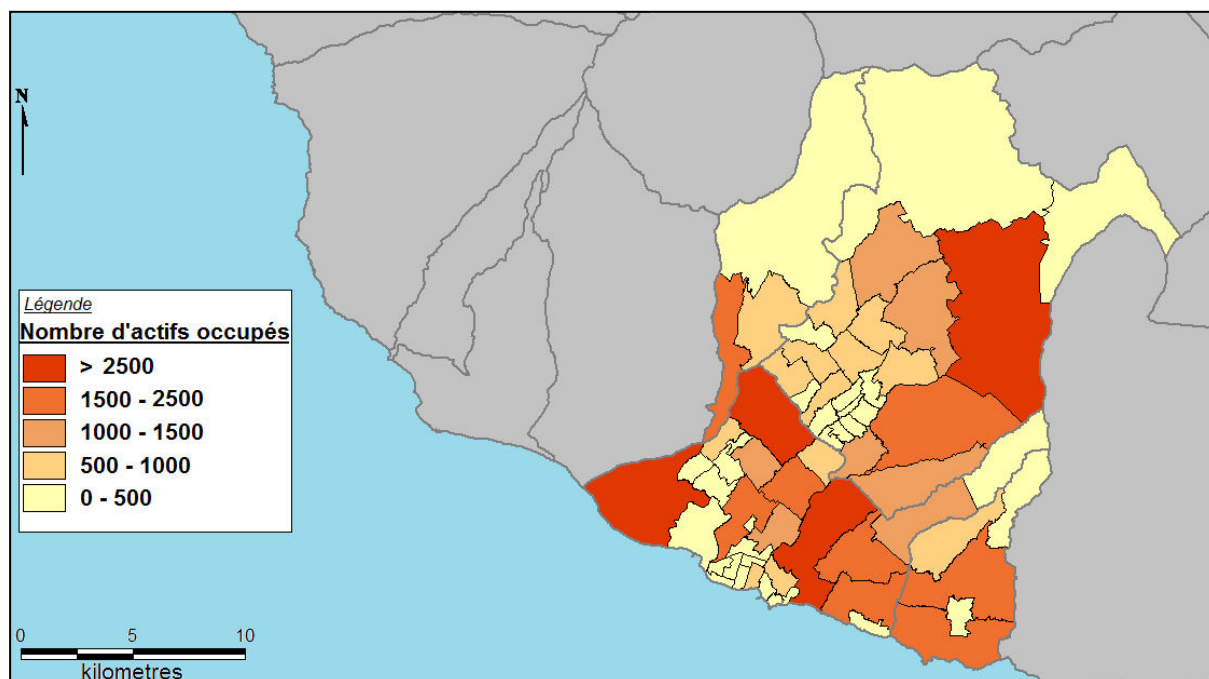 N
Légende
Nombre d'actifs occupés
> 2500
1500 - 2500
1000 - 1500
500 - 1000
0 - 500
0 5 10
kilometres